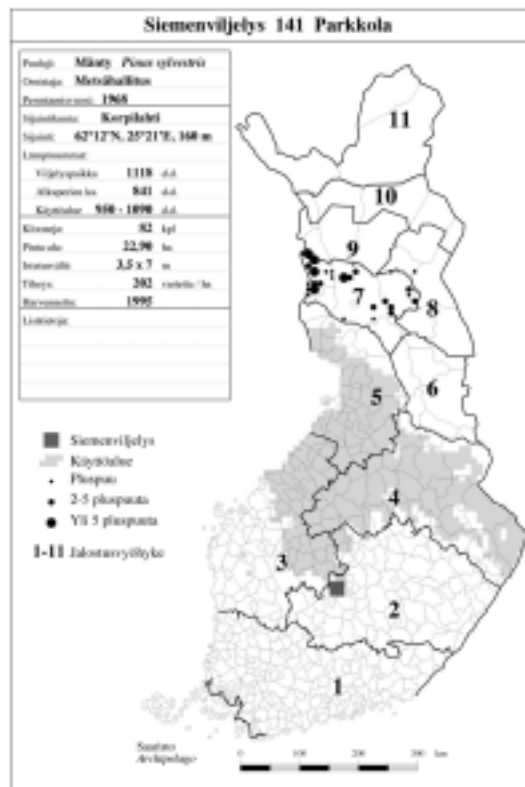 Siemenviljelys 141 Parkkola
Puulaji: Mänty Pinus sylvestris
Omistaja: Metsähallitus
Perustamisvuosi: 1968
Sijaintikunta: Korpilahti
Sijainti: 62°12'N, 25°21'E, 160 m
Lämpösummat:
Viljelypaikka 1118 d.d.
Alkuperien ka. 841 d.d.
Käyttöalue 950 - 1090 d.d.
Klooneja: 82 kpl
Pinta-ala: 22,90 ha
Istutusväli: 3,5 x 7 m
Tiheys: 202 vartetta / ha
Harvennettu: 1995
Lisätietoja:
11
10
9
7
8
6
5
4
3
2
1
Siemenviljelys
Käyttöalue
Pluspuu
2-5 pluspuuta
Yli 5 pluspuuta
1-11 Jalostusvyöhyke
Saaristo
Archipelago
0 100 200 300 km